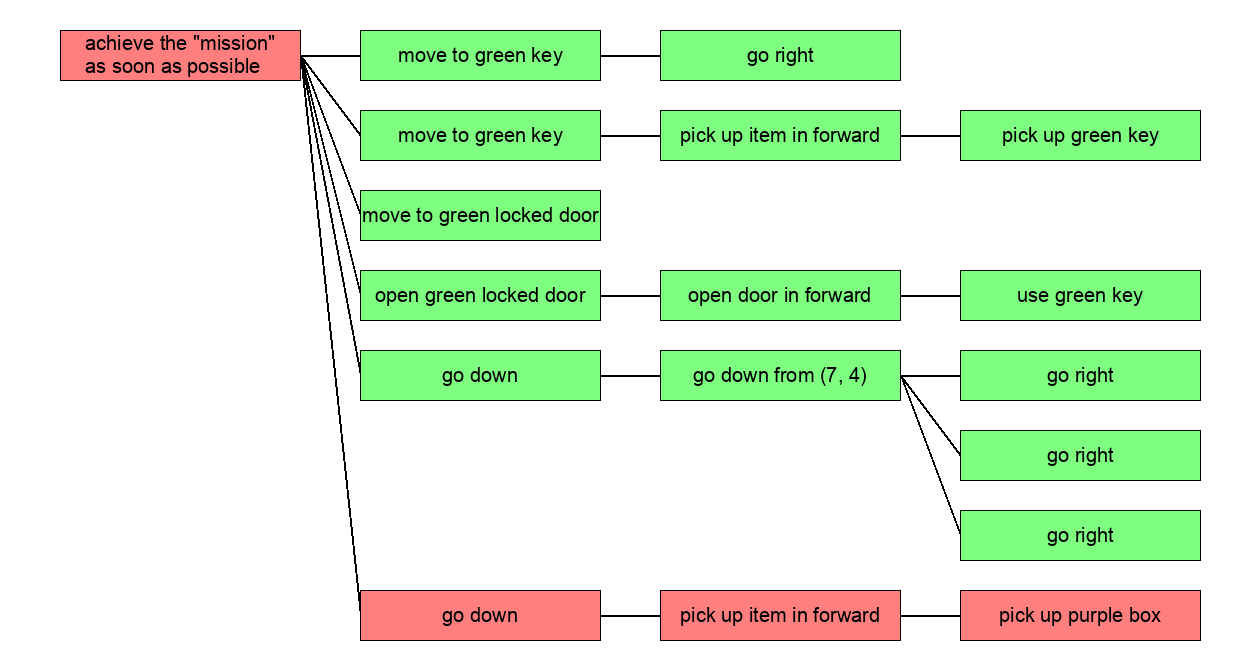 achieve the "mission"
as soon as possible
move to green key
go right
move to green key
pick up item in forward
pick up green key
move to green locked door
open green locked door
open door in forward
use green key
go down
go down from (7, 4)
go right
go right
go right
go down
pick up item in forward
pick up purple box